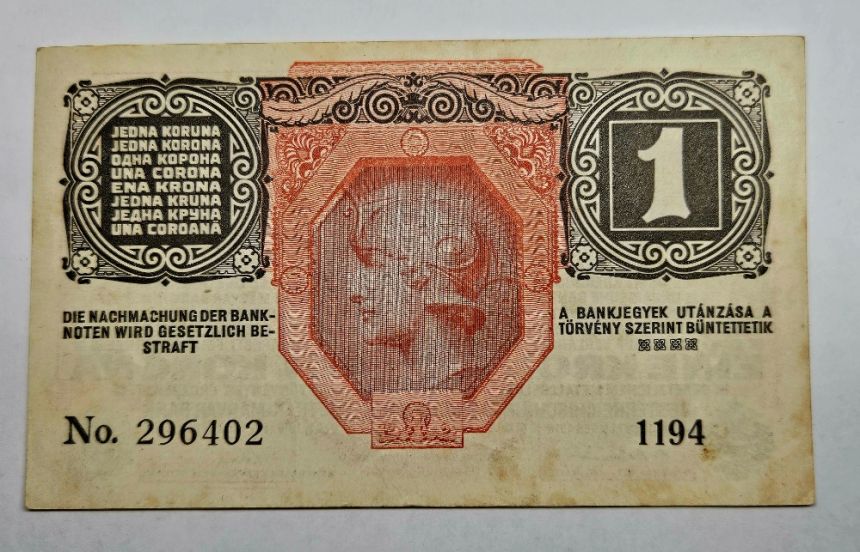 JEDNA KORUNA
JEDNA KORONA
ОДНА КОРОНА
UNA CORONA
ENA KRONA
JEDNA KRUNA
ЈЕДНА КРУНА
UNA COROANĂ
1
DIE NACHMACHUNG DER BANK-
NOTEN WIRD GESETZLICH BE-
STRAFT
A BANKJEGYEK UTÁNZÁSA A
TÖRVÉNY SZERINT BÜNTETTETIK
No. 296402
1194